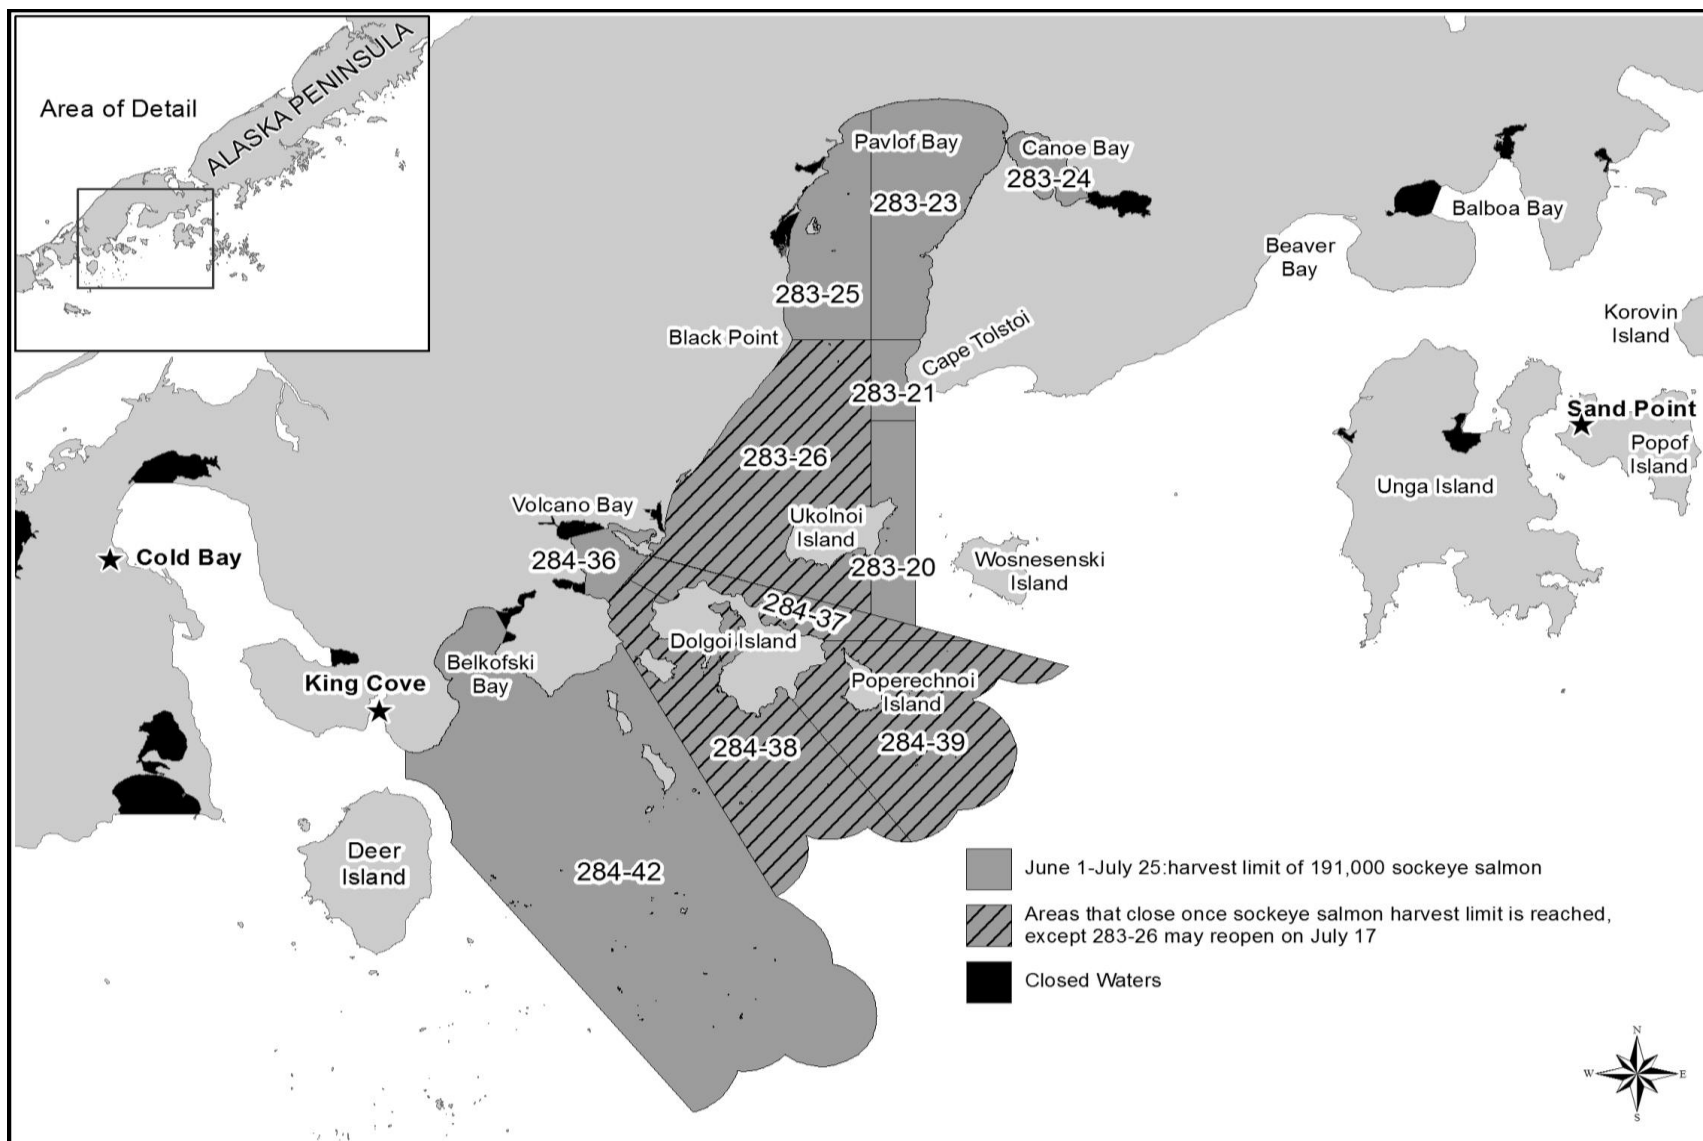 Area of Detail
ALASKA PENINSULA
Pavlof Bay
Canoe Bay
283-24
283-23
Balboa Bay
Beaver
Bay
283-25
Korovin
Island
Black Point
Cape Tolstoi
283-21
Sand Point
Popof
Island
283-26
Unga Island
Volcano Bay
Ukolnoi
Island
Cold Bay
284-36
283-20
Wosnesenski
Island
284-37
Dolgoi Island
Belkofski
Bay
King Cove
Poperechnoi
Island
284-38
284-39
Deer
Island
284-42
June 1-July 25:harvest limit of 191,000 sockeye salmon
Areas that close once sockeye salmon harvest limit is reached,
except 283-26 may reopen on July 17
Closed Waters
N
W
E
S